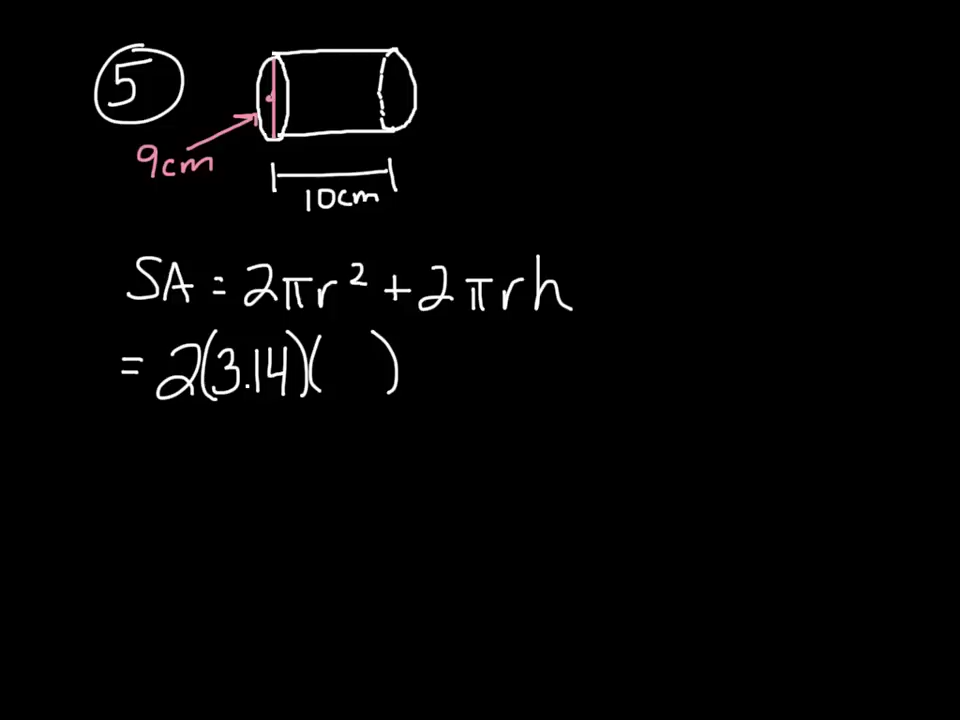 5
9cm
10cm
SA = 2πr² + 2πrh
= 2(3.14)( )